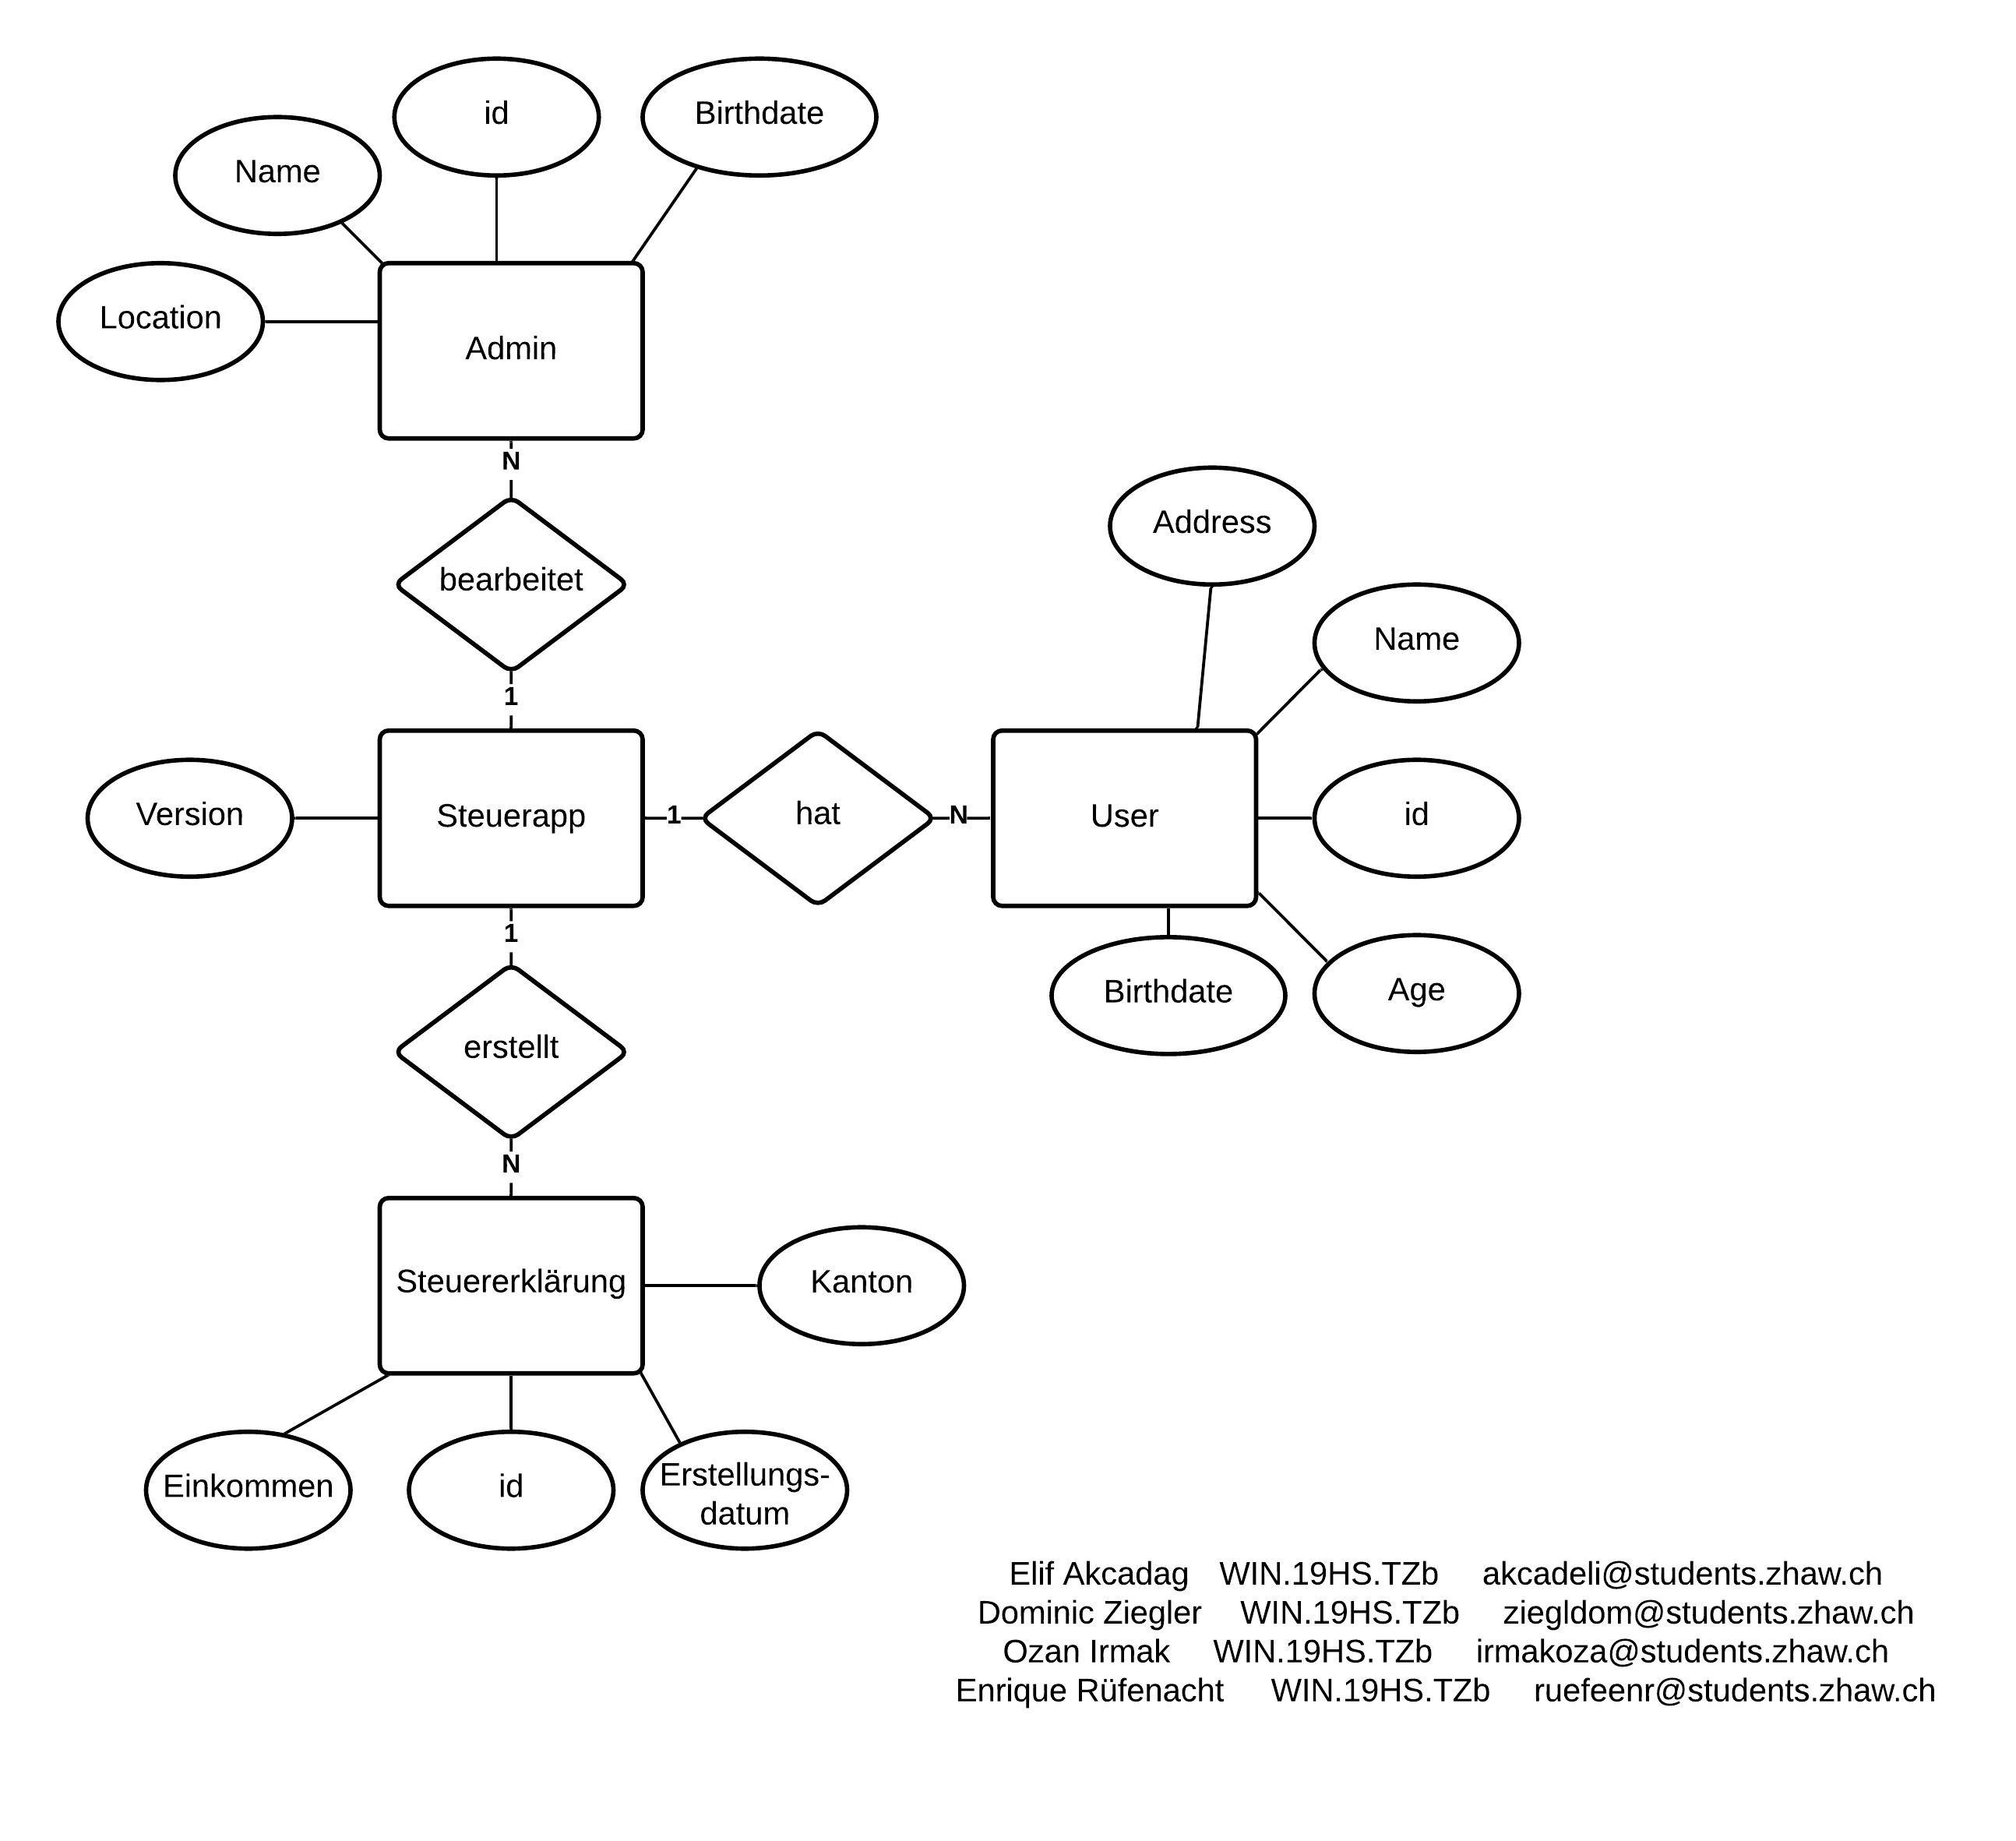 id
Birthdate
Name
Location
Admin
N
bearbeitet
1
Address
Name
Version
Steuerapp
1
hat
N
User
id
1
Birthdate
Age
erstellt
N
Steuererklärung
Kanton
Einkommen
id
Erstellungs-
datum
Elif Akcadag WIN.19HS.TZb akcadeli@students.zhaw.ch
Dominic Ziegler WIN.19HS.TZb ziegldom@students.zhaw.ch
Ozan Irmak WIN.19HS.TZb irmakoza@students.zhaw.ch
Enrique Rüfenacht WIN.19HS.TZb ruefeenr@students.zhaw.ch